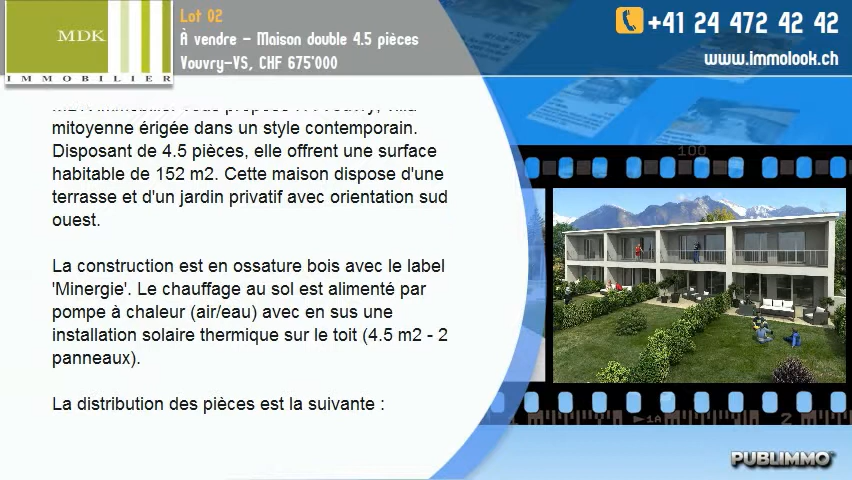 MDK
IMMOBILIER
Lot 02
À vendre - Maison double 4.5 pièces
Vouvry-VS, CHF 675'000
+41 24 472 42 42
www.immolook.ch
mitoyenne érigée dans un style contemporain.
Disposant de 4.5 pièces, elle offrent une surface
habitable de 152 m2. Cette maison dispose d'une
terrasse et d'un jardin privatif avec orientation sud
ouest.
La construction est en ossature bois avec le label
'Minergie'. Le chauffage au sol est alimenté par
pompe à chaleur (air/eau) avec en sus une
installation solaire thermique sur le toit (4.5 m2 - 2
panneaux).
La distribution des pièces est la suivante :
100
1A
2
PUBLIMMO